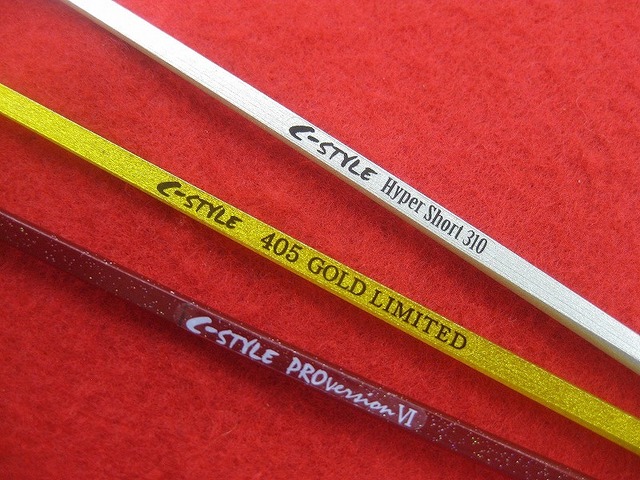 C-STYLE Hyper Short 310
C-STYLE 405 GOLD LIMITED
C-STYLE PROversion VI